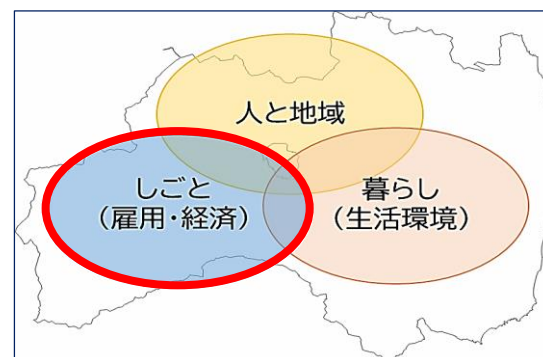 人と地域
しごと
（雇用・経済）
暮らし
（生活環境）